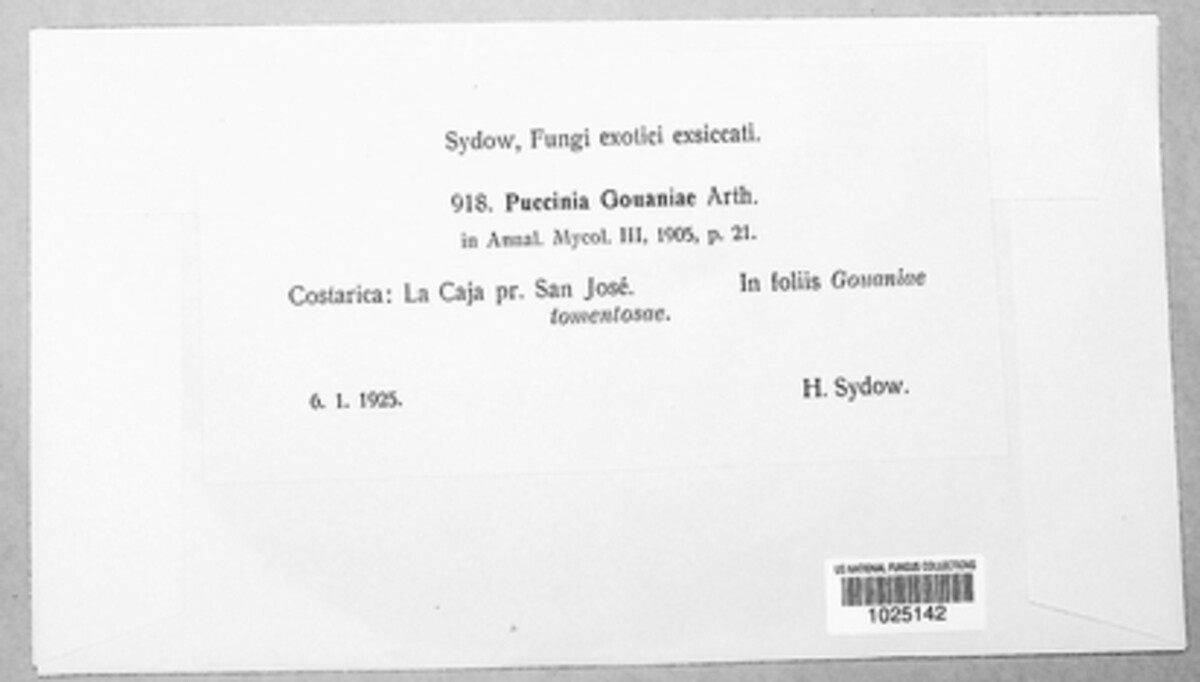 Sydow, Fungi exotici exsiccati.
918. Puccinia Gouaniae Arth.
in Annal. Mycol. III, 1905, p. 21.
Costarica: La Caja pr. San José. In foliis Gouaniae
tomentosae.
6. 1. 1925. H. Sydow.
US NATIONAL FUNGUS COLLECTIONS
1025142